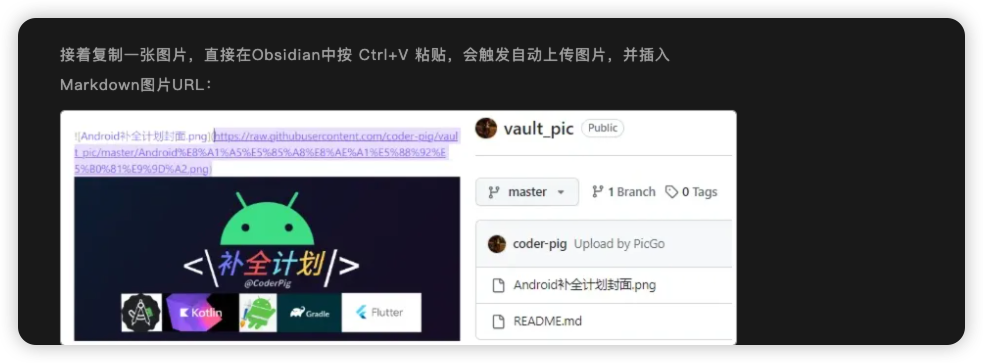 接着复制一张图片，直接在Obsidian中按 Ctrl+V 粘贴，会触发自动上传图片，并插入
Markdown图片URL：
![Android补全计划封面.png](https://raw.githubusercontent.com/coder-pig/vaul
t_pic/master/Android%E8%A1%A5%E5%85%A8%E8%AE%A1%E5%88%92%E
5%B0%81%E9%9D%A2.png)
<\补全计划/>
@CoderPig
Kotlin
Gradle
Flutter
vault_pic Public
master 1 Branch 0 Tags
coder-pig Upload by PicGo
Android补全计划封面.png
README.md